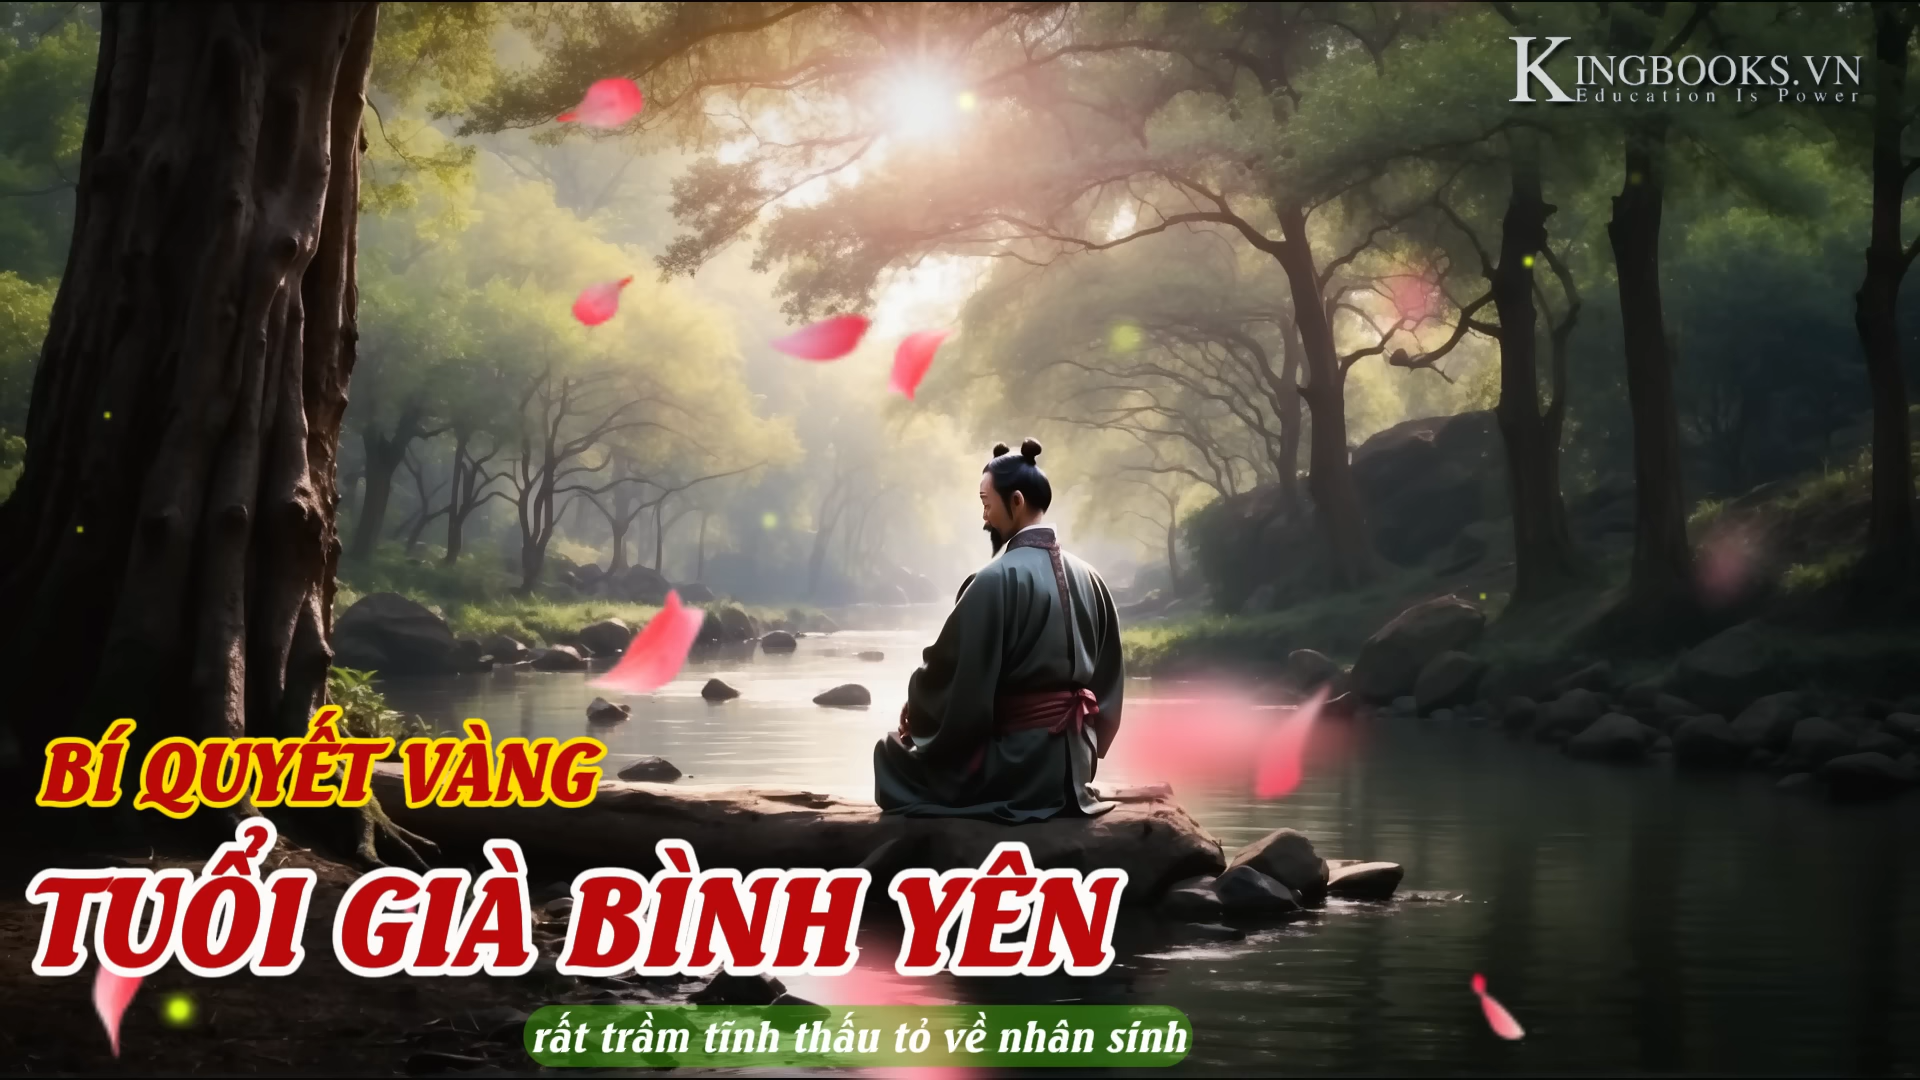 KINGBOOKS.VN
Education Is Power
BÍ QUYẾT VÀNG
TUỔI GIÀ BÌNH YÊN
rất trầm tĩnh thấu tỏ về nhân sinh